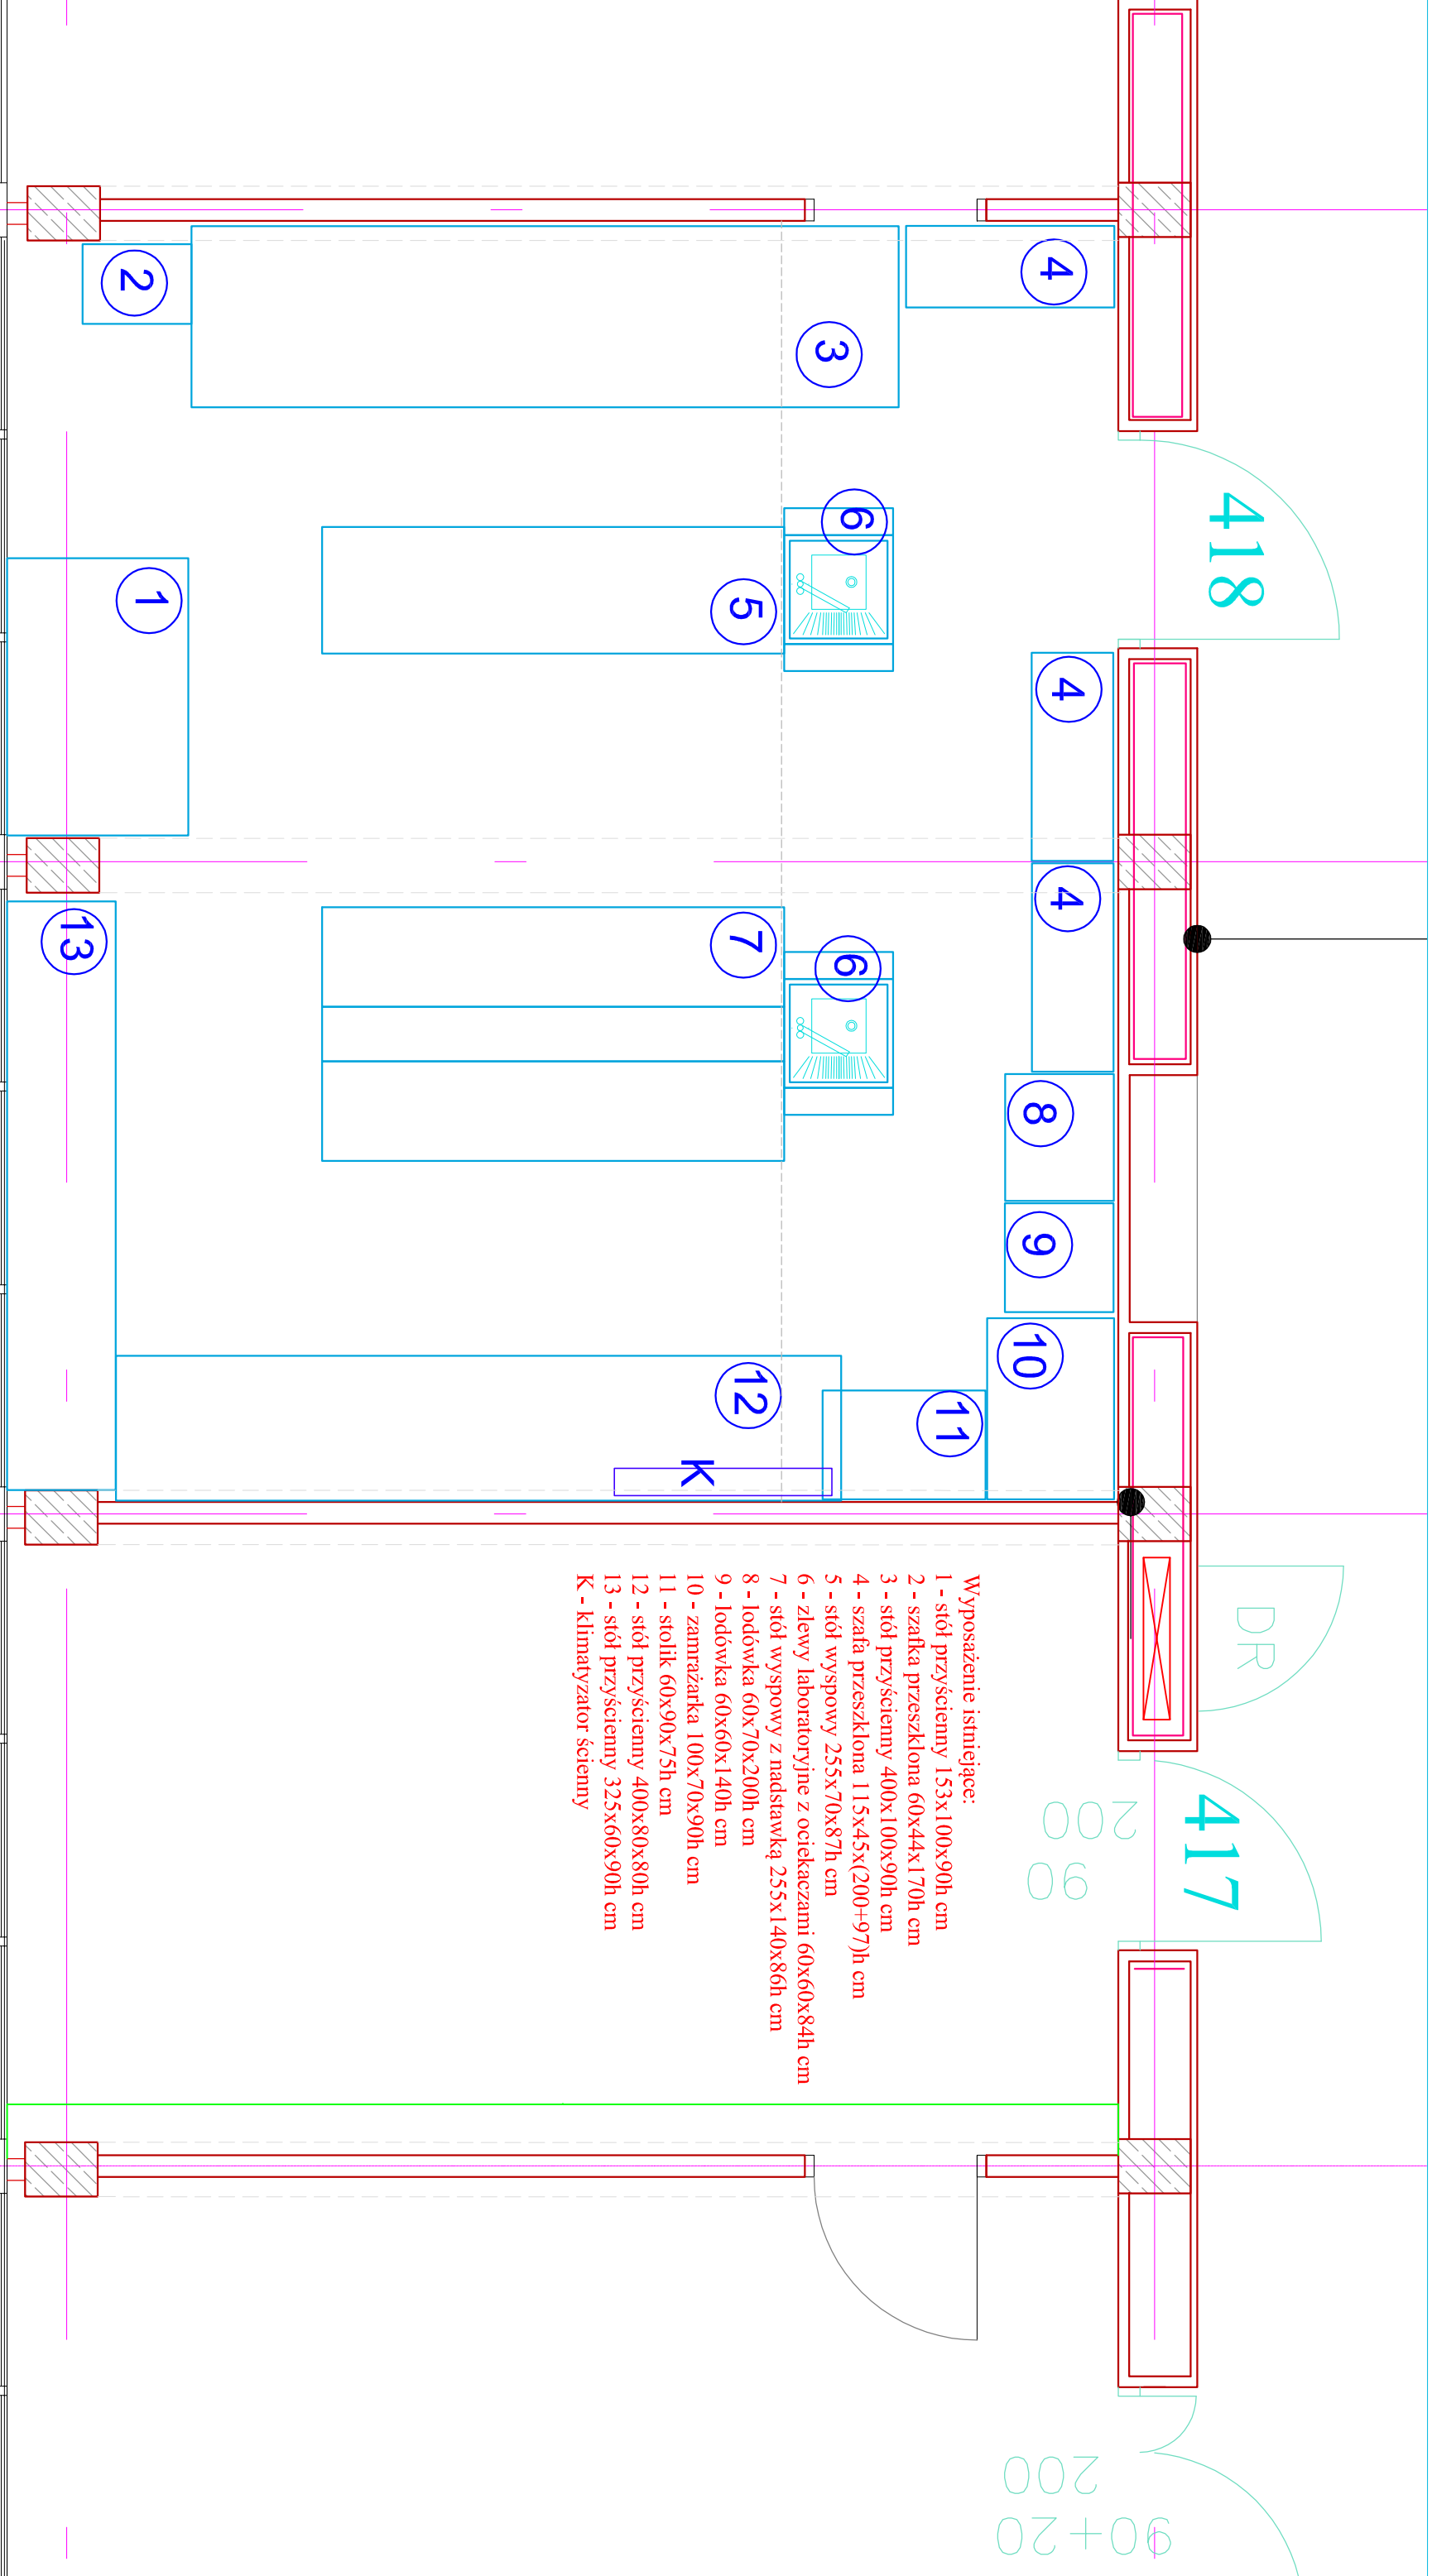 418
4
3
2
6
5
1
4
4
7
6
13
8
9
10
11
12
K
Wyposażenie istniejące:
1 - stół przyścienny 153x100x90h cm
2 - szafka przeszklona 60x44x170h cm
3 - stół przyścienny 400x100x90h cm
4 - szafa przeszklona 115x45x(200+97)h cm
5 - stół wyspowy 255x70x87h cm
6 - zlewy laboratoryjne z ociekaczami 60x60x84h cm
7 - stół wyspowy z nadstawką 255x140x86h cm
8 - lodówka 60x70x200h cm
9 - lodówka 60x60x140h cm
10 - zamrażarka 100x70x90h cm
11 - stolik 60x90x75h cm
12 - stół przyścienny 400x80x80h cm
13 - stół przyścienny 325x60x90h cm
K - klimatyzator ścienny
DR
417
90
200
90+20
200